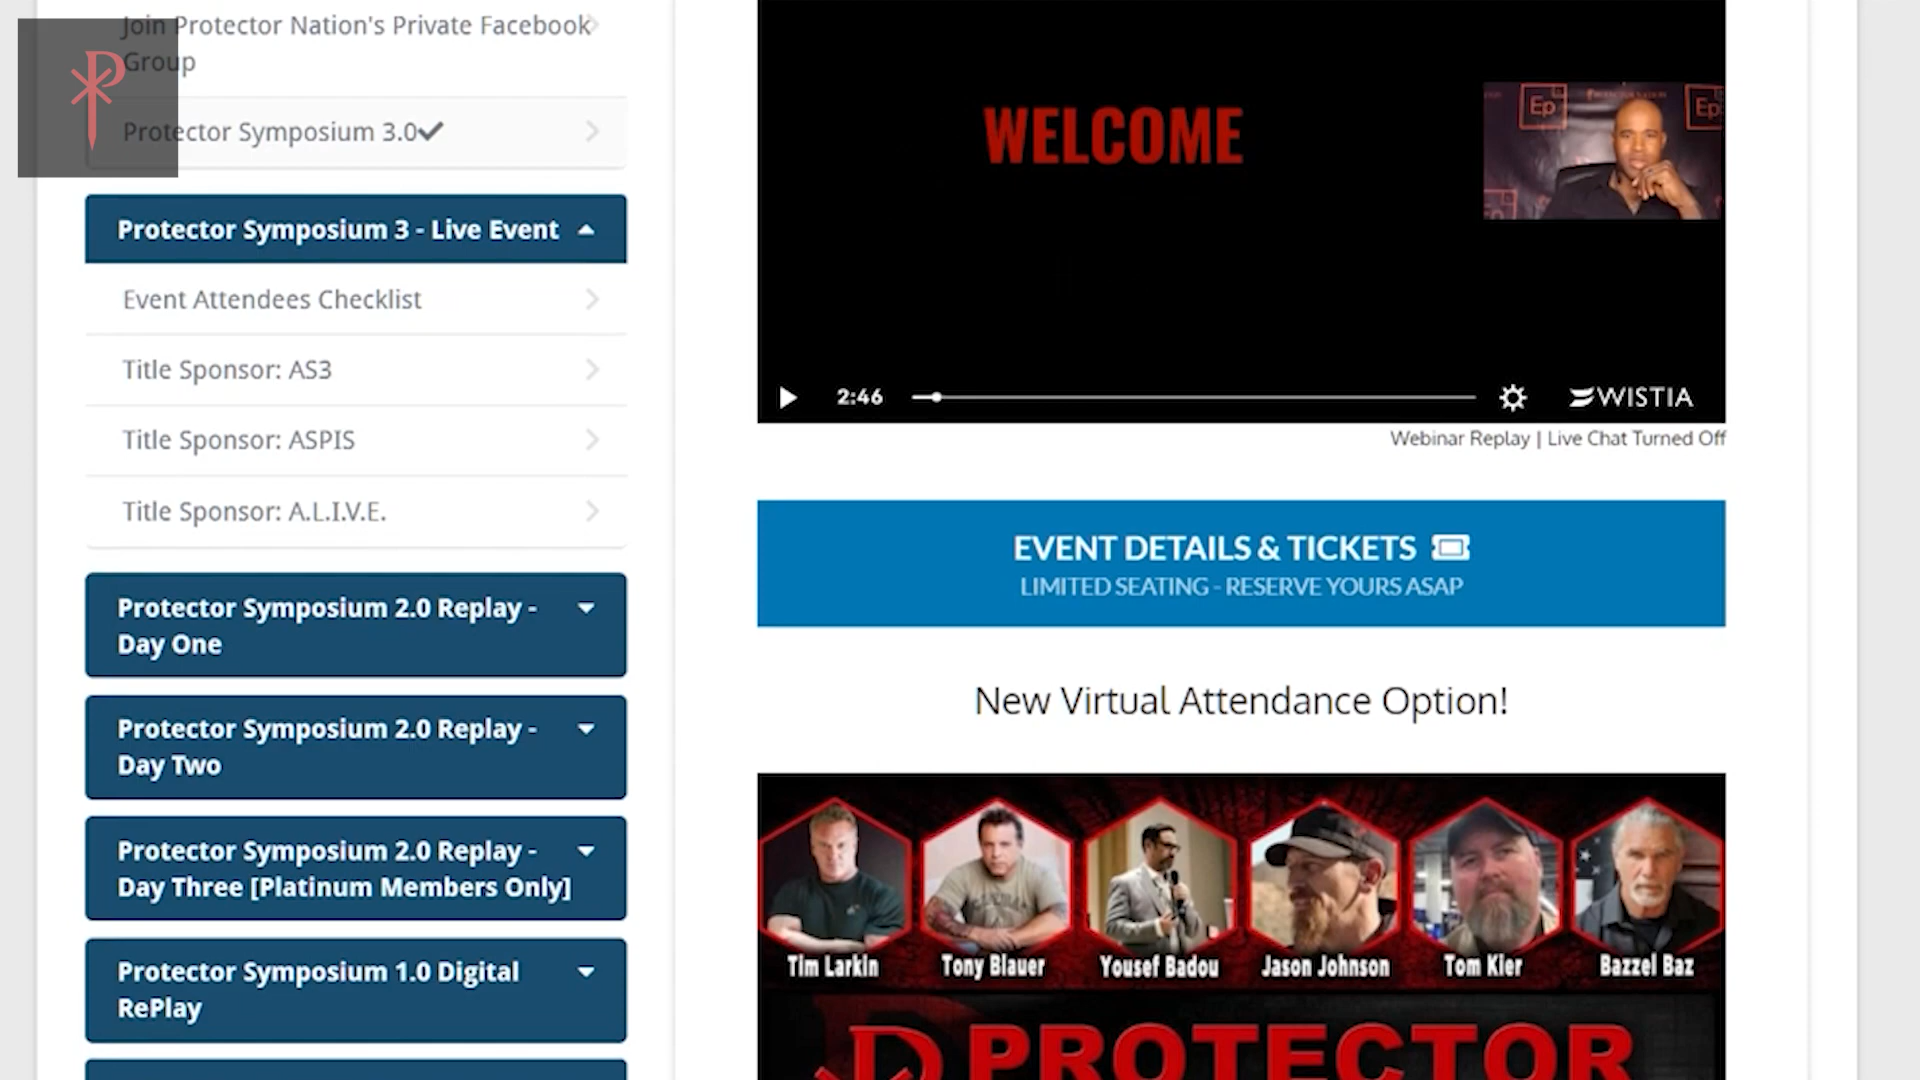 Join Protector Nation's Private Facebook
Group
Protector Symposium 3.0
Protector Symposium 3 - Live Event
Event Attendees Checklist
Title Sponsor: AS3
Title Sponsor: ASPIS
Title Sponsor: A.L.I.V.E.
Protector Symposium 2.0 Replay -
Day One
Protector Symposium 2.0 Replay -
Day Two
Protector Symposium 2.0 Replay -
Day Three [Platinum Members Only]
Protector Symposium 1.0 Digital
RePlay
WELCOME
Ep
Ep
2:46
WISTIA
Webinar Replay | Live Chat Turned Off
EVENT DETAILS & TICKETS
LIMITED SEATING - RESERVE YOURS ASAP
New Virtual Attendance Option!
Tim Larkin
Tony Blauer
Yousef Badou
Jason Johnson
Tom Kier
Bazzel Baz
PROTECTOR